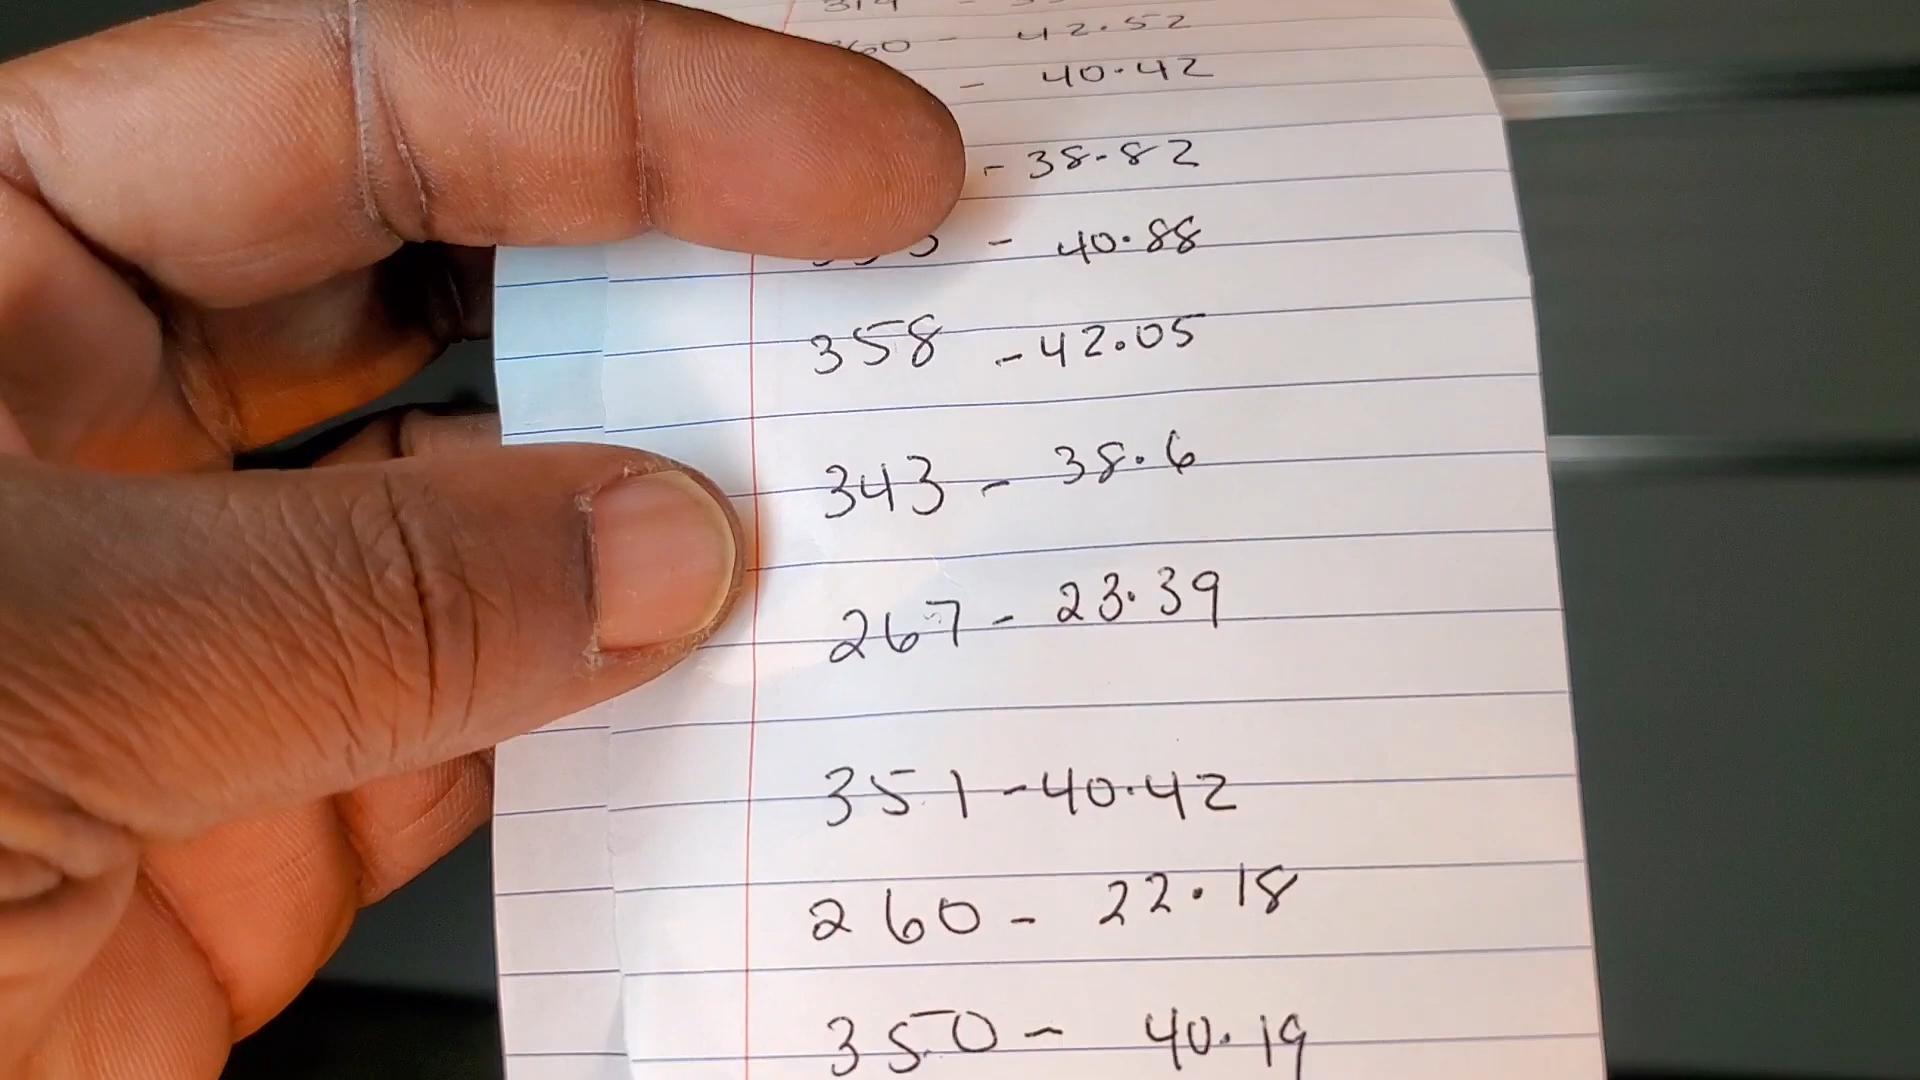 42.52
- 40.42
- 38.82
- 40.88
358 - 42.05
343 - 38.6
267 - 23.39
351 - 40.42
260 - 22.18
350 - 40.19